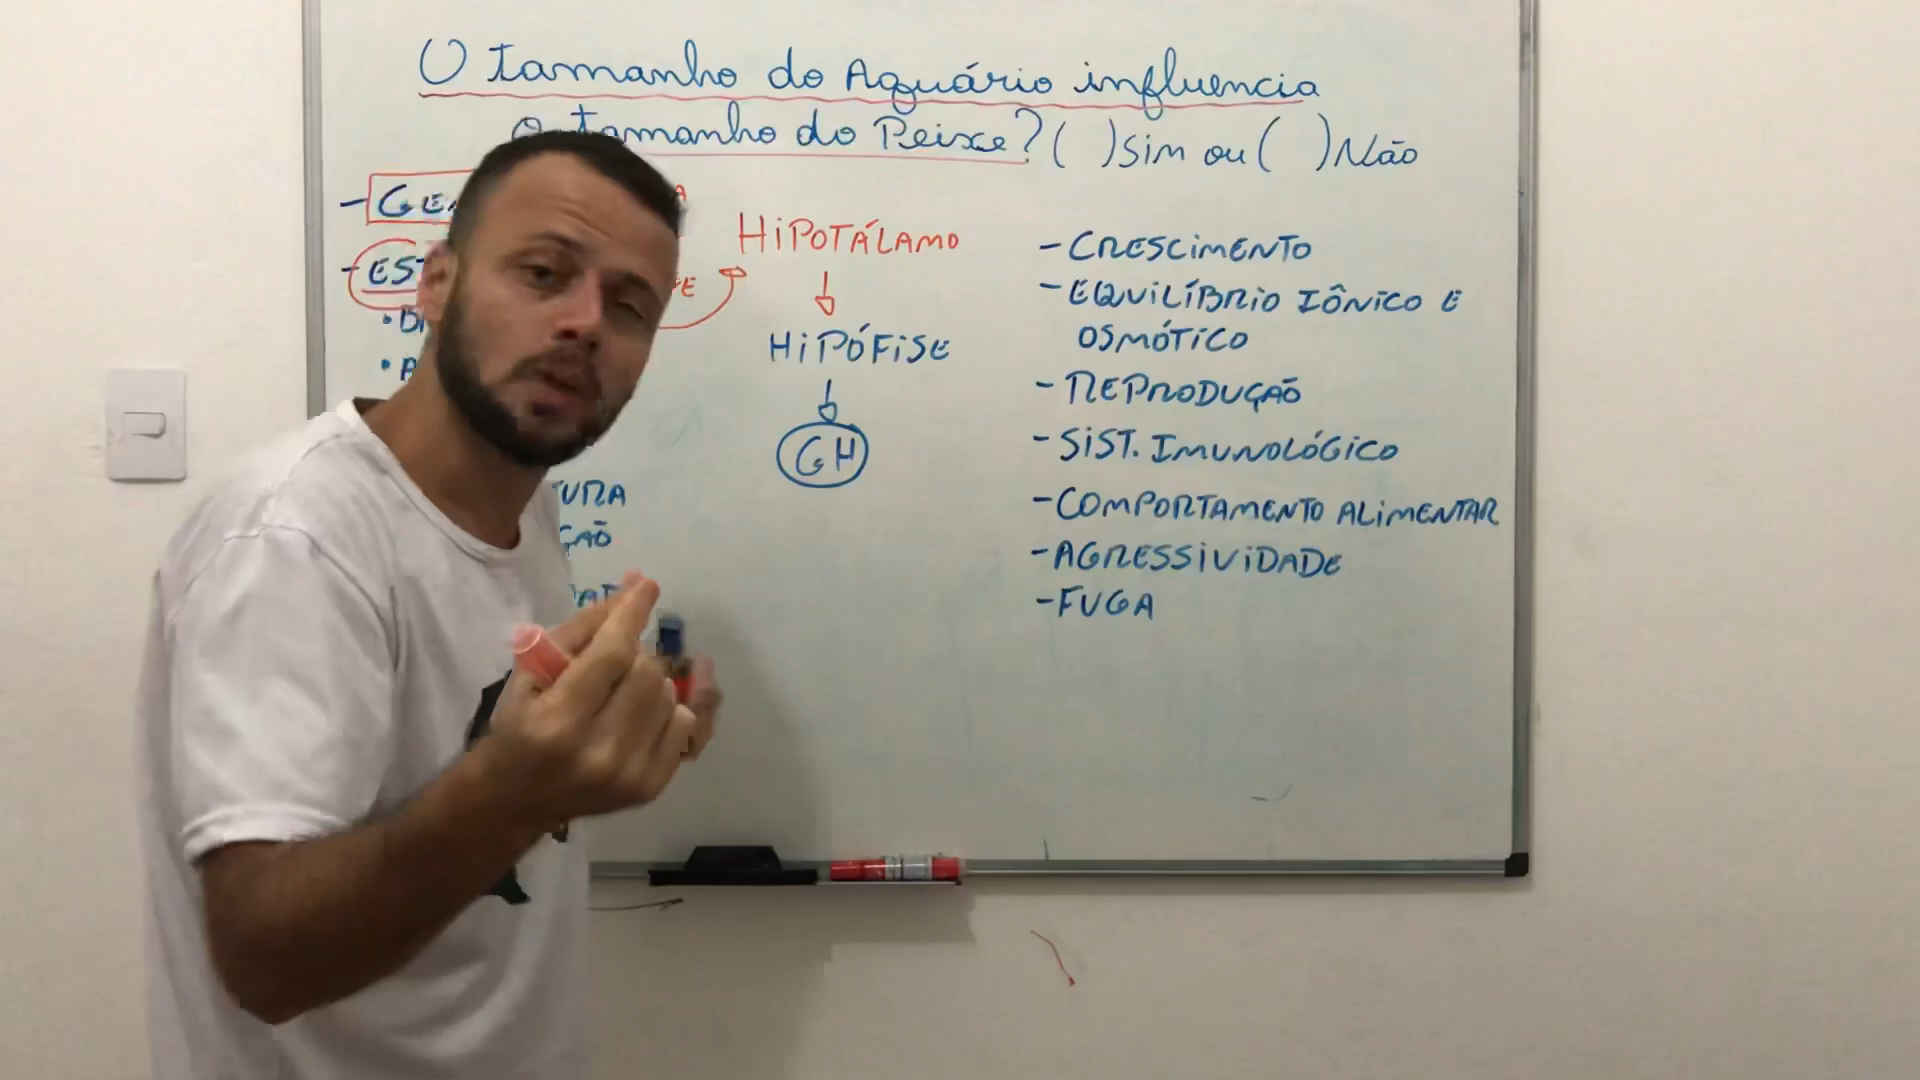 O Tamanho do Aquário influencia
o tamanho do Peixe? ( ) Sim ou ( ) Não
HIPOTÁLAMO
HIPÓFISE
GH
- CRESCIMENTO
- EQUILÍBRIO IÔNICO E
OSMÓTICO
- REPRODUÇÃO
- SIST. IMUNOLÓGICO
- COMPORTAMENTO ALIMENTAR
- AGRESSIVIDADE
- FUGA